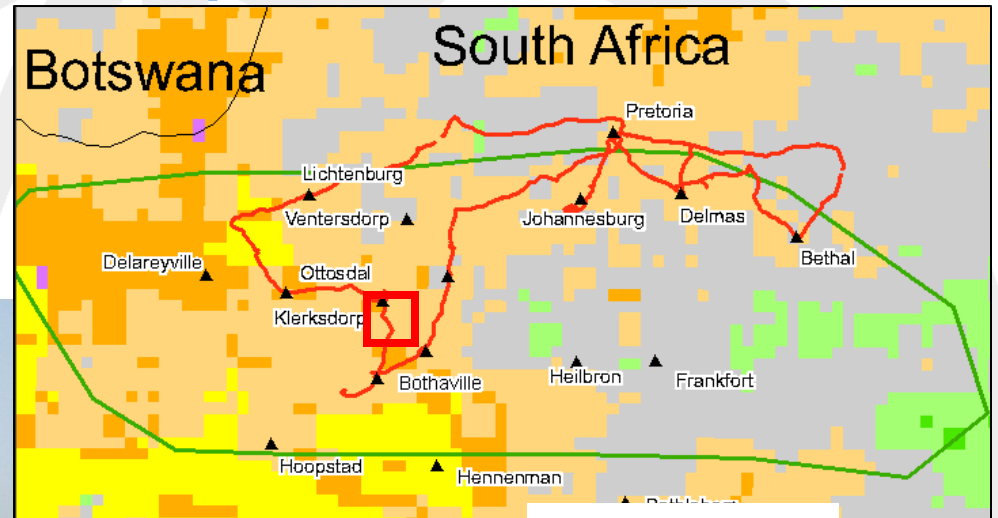 South Africa
Botswana
Pretoria
Lichtenburg
Ventersdorp
Johannesburg
Delmas
Bethal
Delareyville
Ottosdal
Klerksdorp
Bothaville
Heilbron
Frankfort
Hoopstad
Hennenman